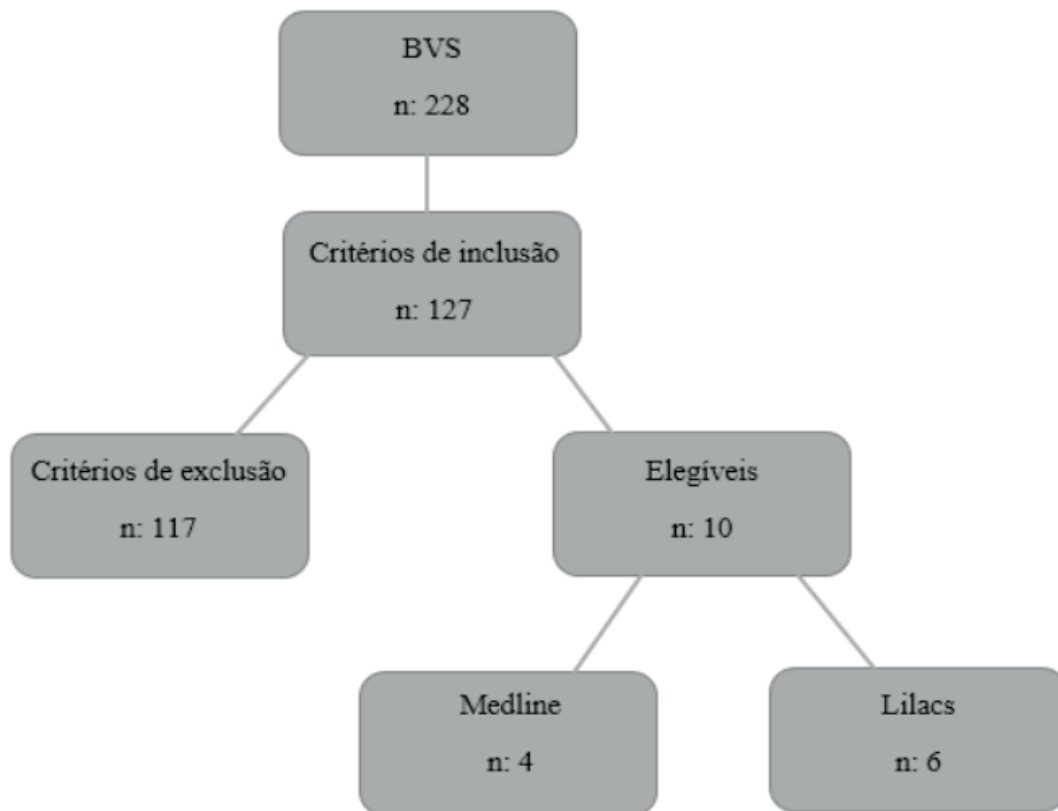 BVS
n: 228
Critérios de inclusão
n: 127
Critérios de exclusão
n: 117
Elegíveis
n: 10
Medline
n: 4
Lilacs
n: 6